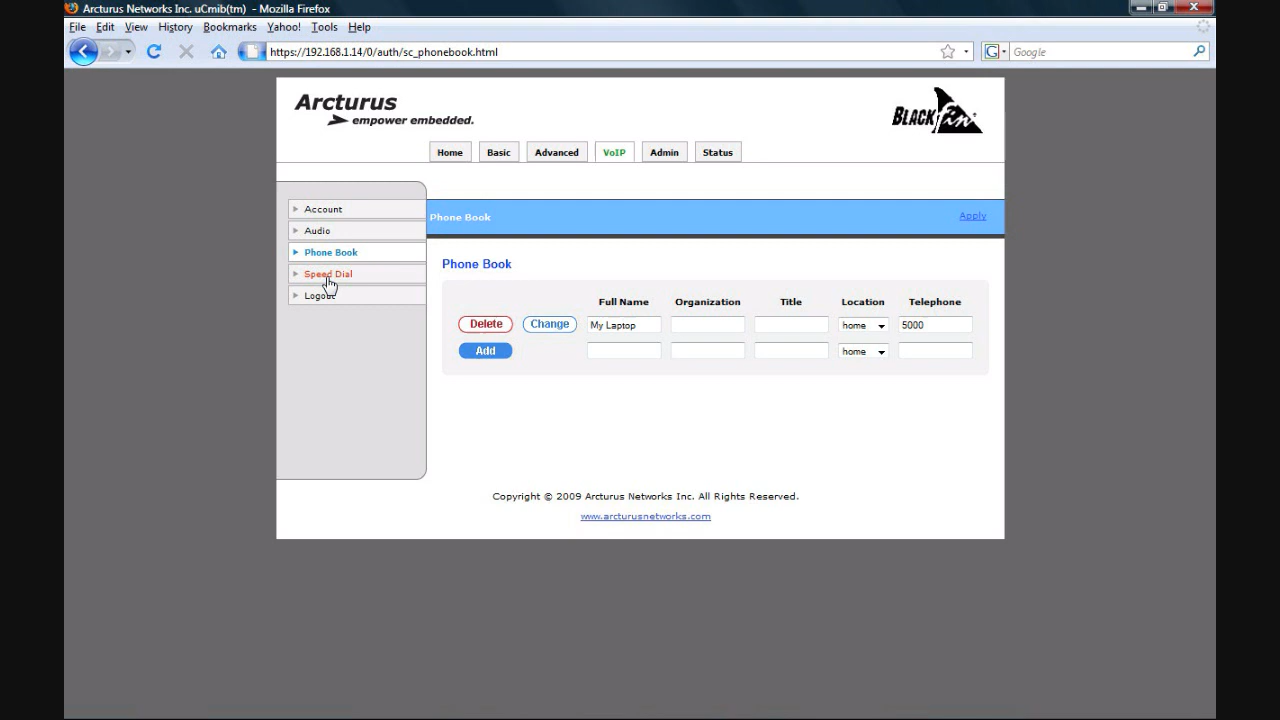 Arcturus Networks Inc. uCmib(tm) - Mozilla Firefox
File Edit View History Bookmarks Yahoo! Tools Help
https://192.168.1.14/0/auth/sc_phonebook.html
G Google
Arcturus
empower embedded.
BLACKfin
Home Basic Advanced VoIP Admin Status
Account
Audio
Phone Book
Speed Dial
Logout
Phone Book Apply
Phone Book
Full Name Organization Title Location Telephone
Delete Change My Laptop home 5000
Add home
Copyright © 2009 Arcturus Networks Inc. All Rights Reserved.
www.arcturusnetworks.com